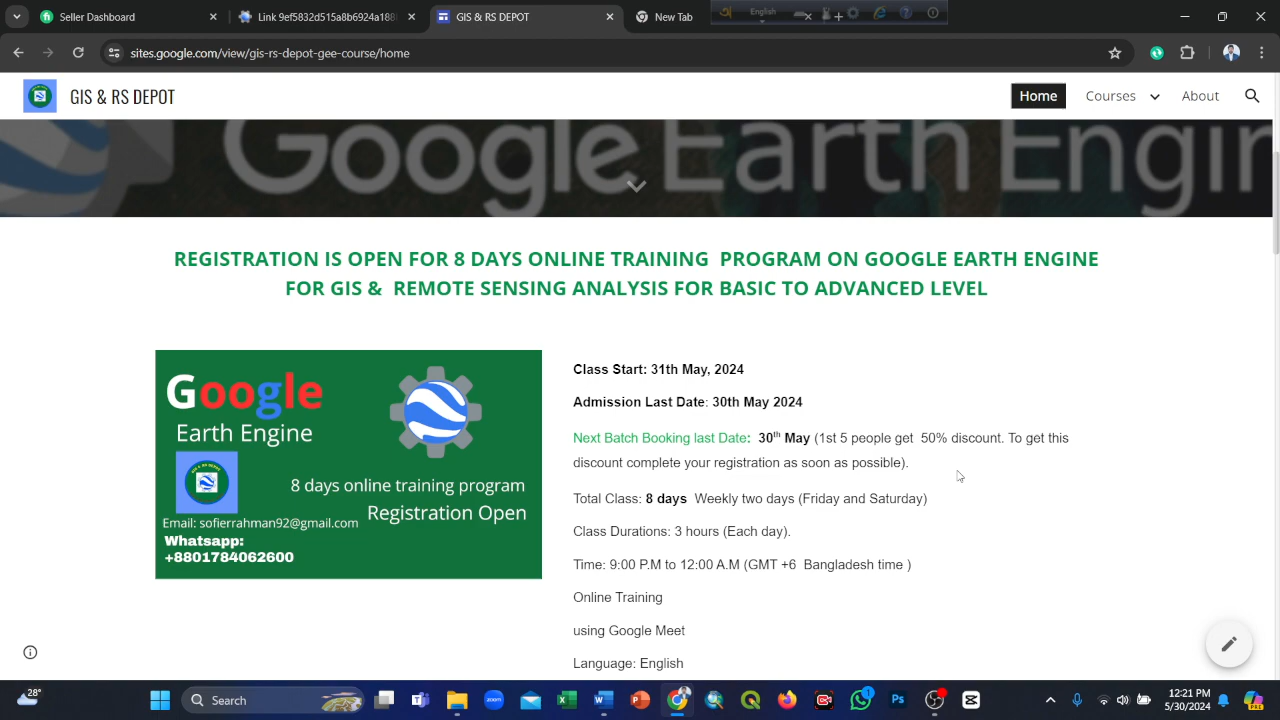 Seller Dashboard
Link 9ef5832d515a8b6924a188
GIS & RS DEPOT
New Tab
English
sites.google.com/view/gis-rs-depot-gee-course/home
GIS & RS DEPOT
Home
Courses
About
Google Earth Engin
REGISTRATION IS OPEN FOR 8 DAYS ONLINE TRAINING PROGRAM ON GOOGLE EARTH ENGINE
FOR GIS & REMOTE SENSING ANALYSIS FOR BASIC TO ADVANCED LEVEL
Google
Earth Engine
8 days online training program
Registration Open
Email: sofierrahman92@gmail.com
Whatsapp:
+8801784062600
Class Start: 31th May, 2024
Admission Last Date: 30th May 2024
Next Batch Booking last Date: 30th May (1st 5 people get 50% discount. To get this
discount complete your registration as soon as possible).
Total Class: 8 days Weekly two days (Friday and Saturday)
Class Durations: 3 hours (Each day).
Time: 9:00 P.M to 12:00 A.M (GMT +6 Bangladesh time )
Online Training
using Google Meet
Language: English
28°
Search
12:21 PM
5/30/2024